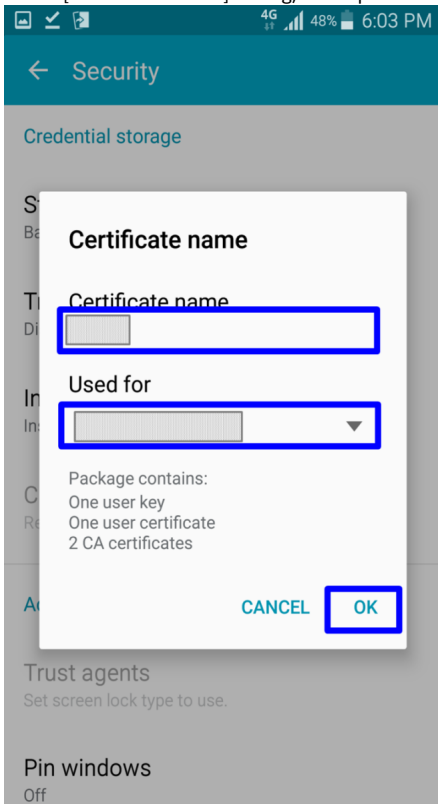 4G 48% 6:03 PM
Security
Credential storage
Certificate name
Certificate name
Used for
Package contains:
One user key
One user certificate
2 CA certificates
CANCEL OK
Trust agents
Set screen lock type to use.
Pin windows
Off